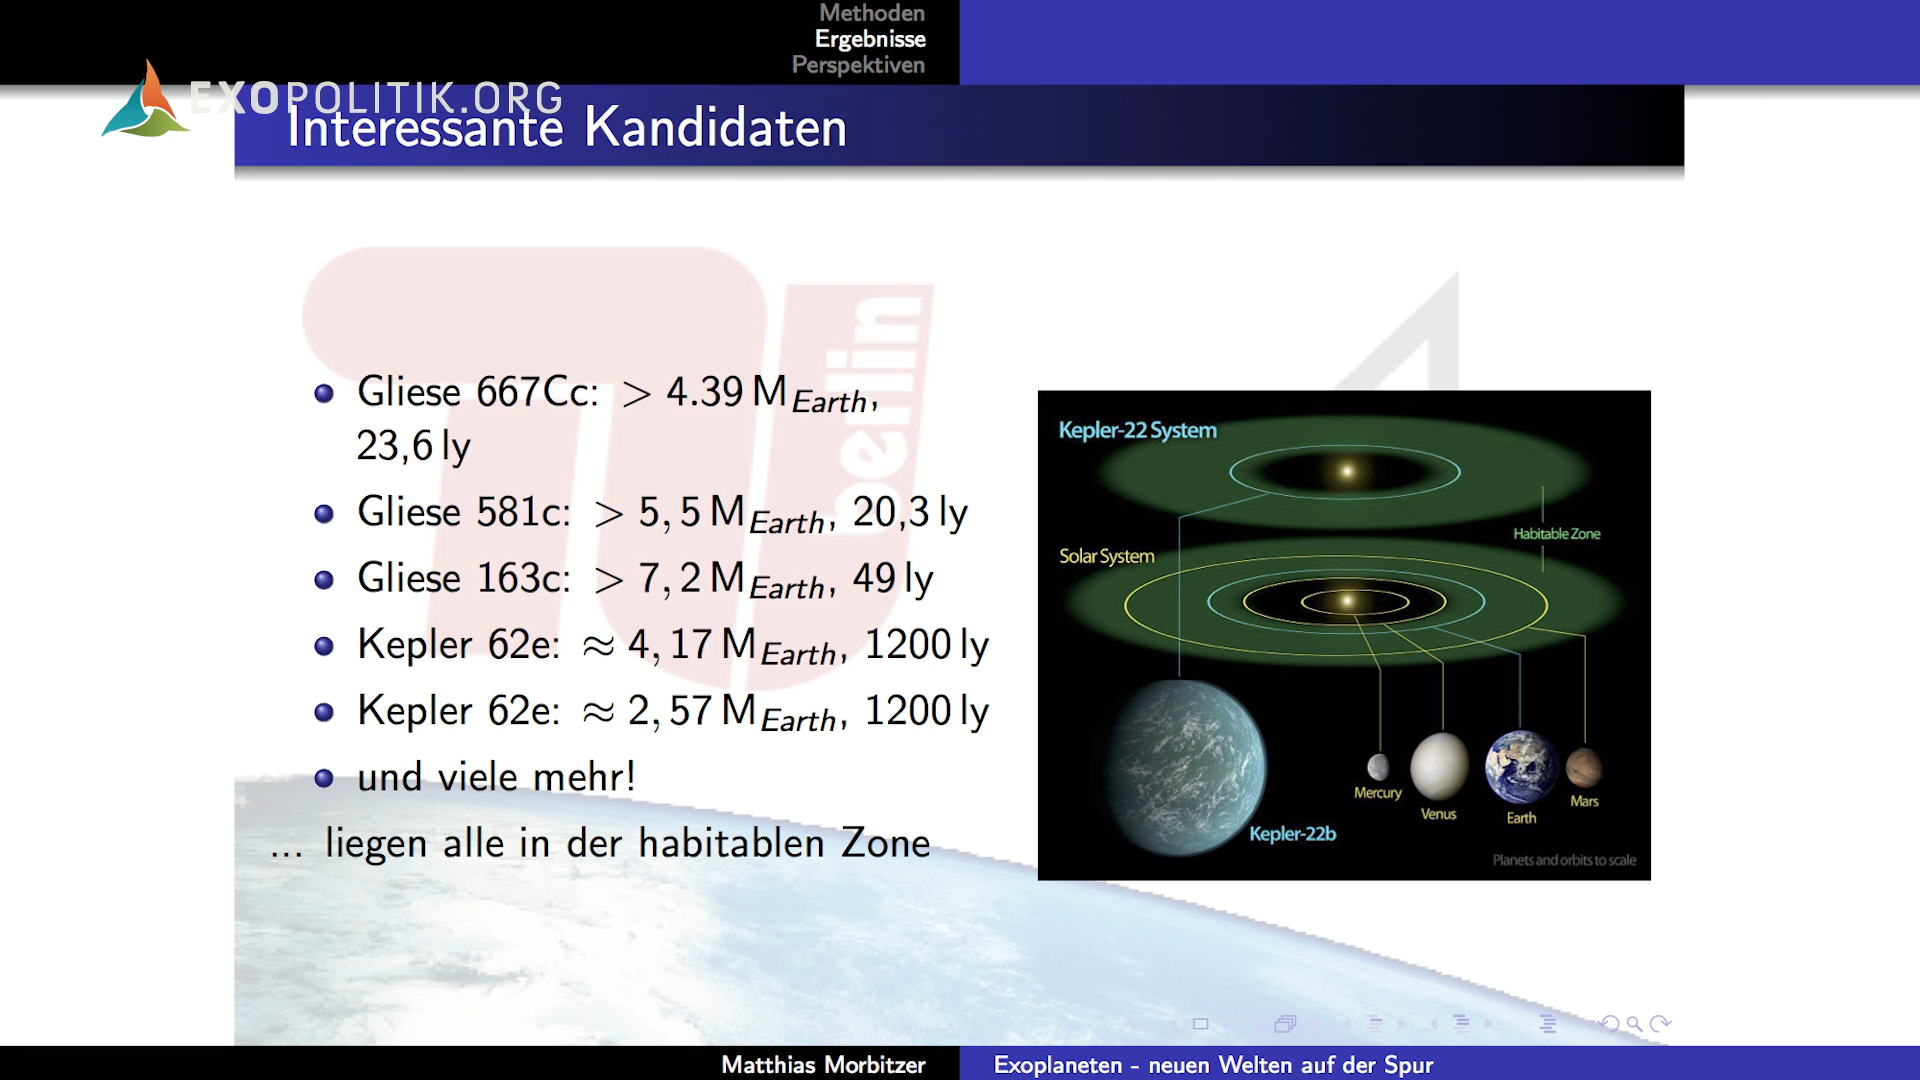 Methoden
Ergebnisse
Perspektiven
EXOPOLITIK.ORG
Interessante Kandidaten
berlin
Gliese 667Cc: > 4.39 M_Earth,
23,6 ly
Gliese 581c: > 5, 5 M_Earth, 20,3 ly
Gliese 163c: > 7, 2 M_Earth, 49 ly
Kepler 62e: ≈ 4, 17 M_Earth, 1200 ly
Kepler 62e: ≈ 2, 57 M_Earth, 1200 ly
und viele mehr!
... liegen alle in der habitablen Zone
Kepler-22 System
Habitable Zone
Solar System
Mercury
Venus
Earth
Mars
Kepler-22b
Planets and orbits to scale
Matthias Morbitzer
Exoplaneten - neuen Welten auf der Spur